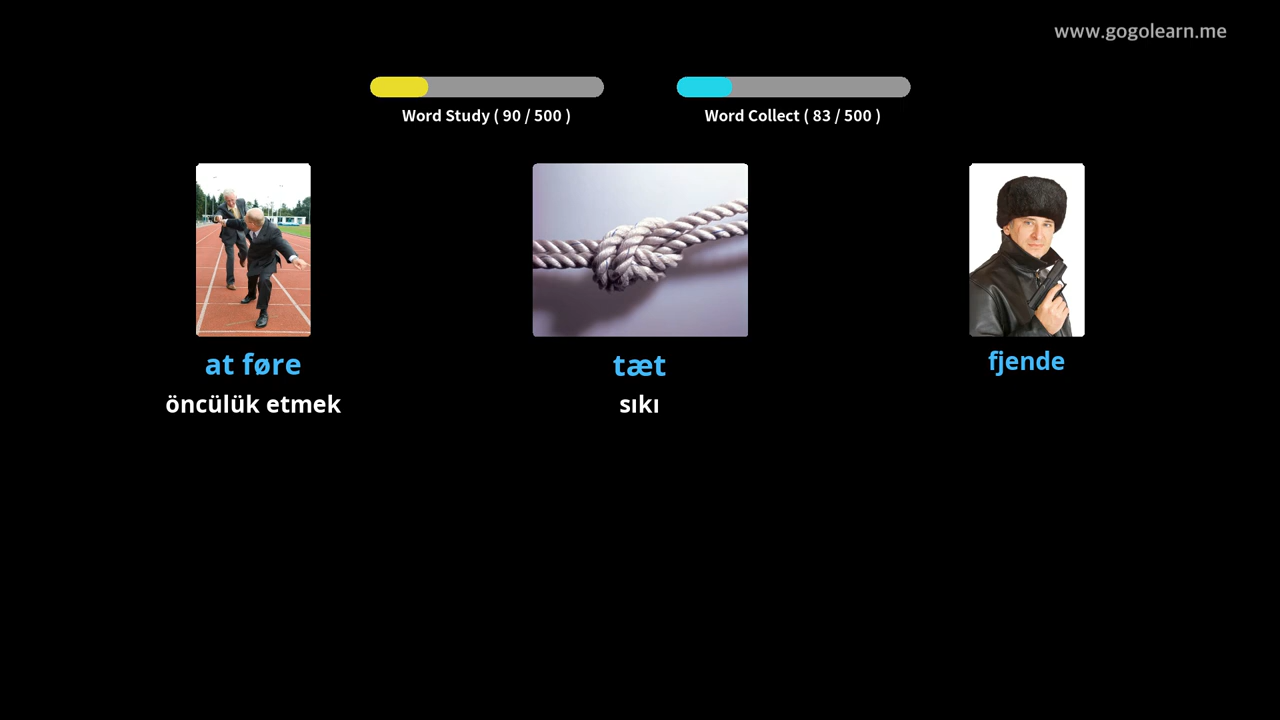 www.gogolearn.me
Word Study ( 90 / 500 )
Word Collect ( 83 / 500 )
at føre
tæt
fjende
öncülük etmek
sıkı